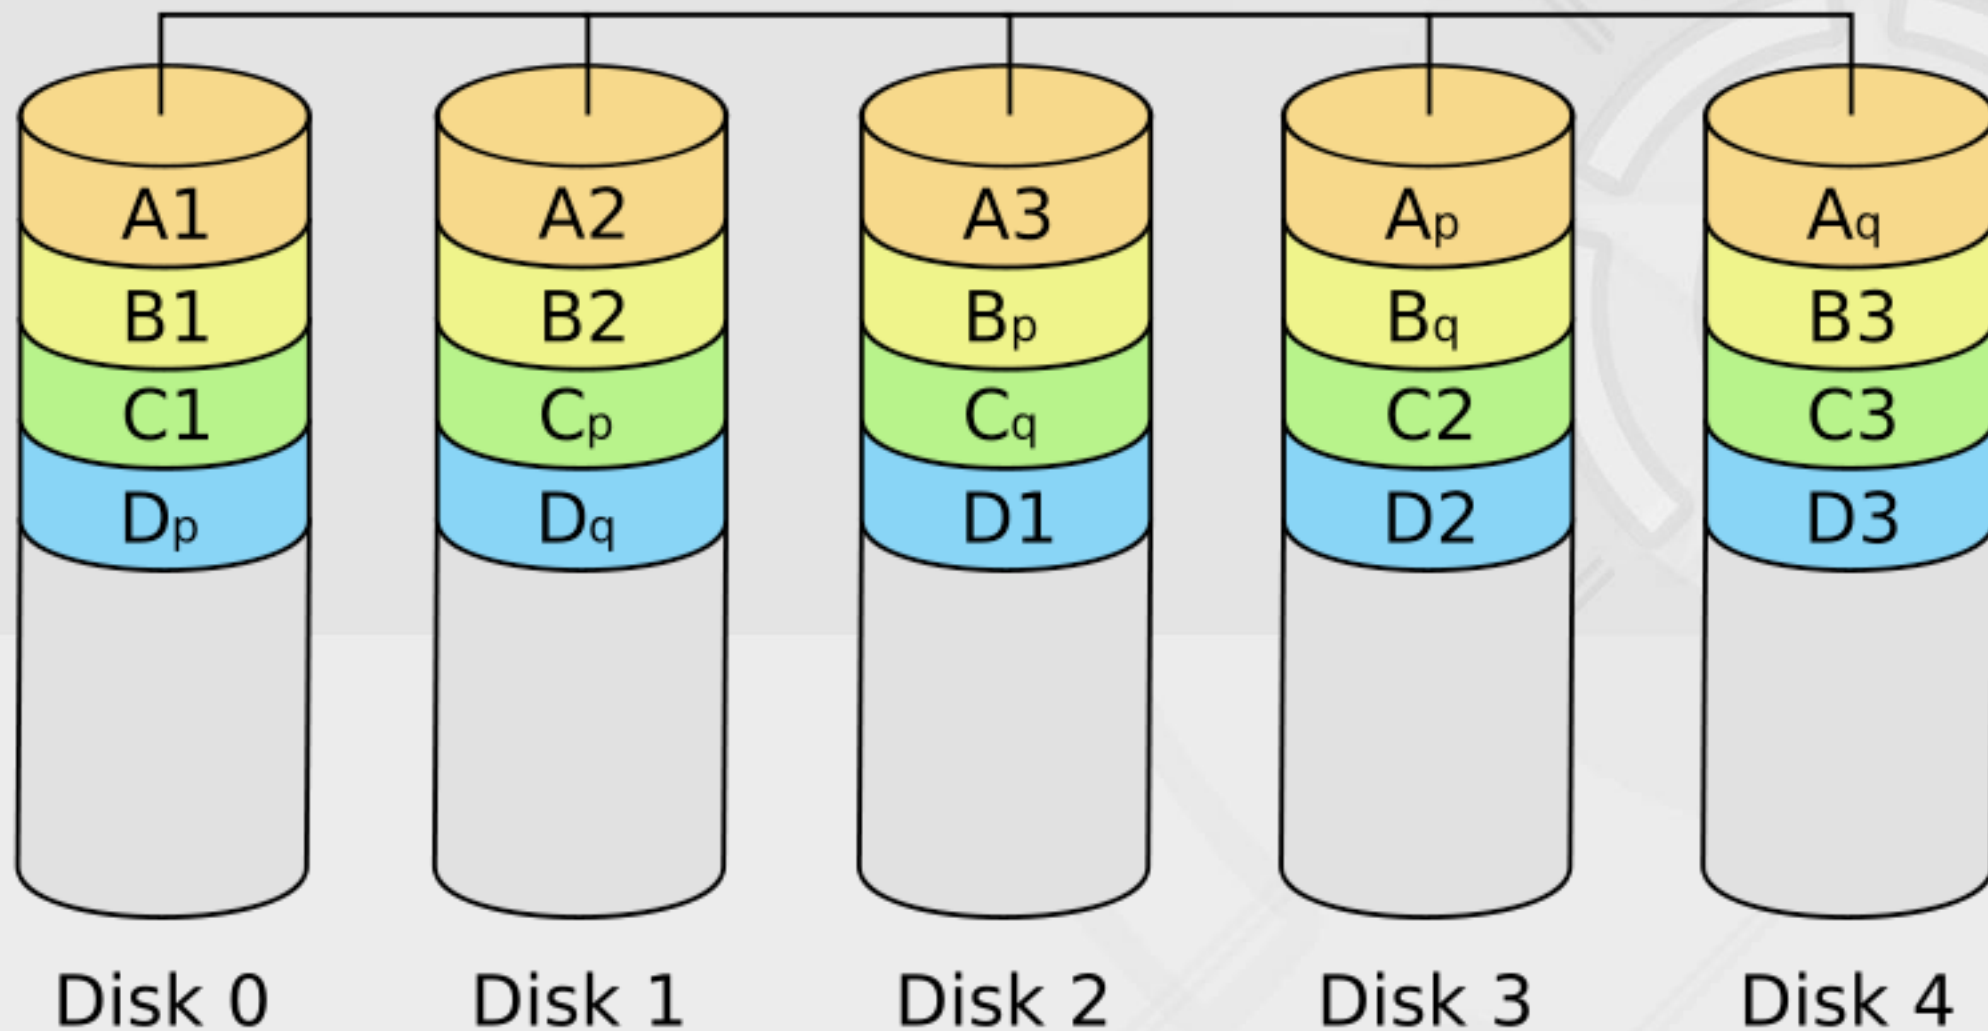 A1 A2 A3 Ap Aq
B1 B2 Bp Bq B3
C1 Cp Cq C2 C3
Dp Dq D1 D2 D3
Disk 0 Disk 1 Disk 2 Disk 3 Disk 4